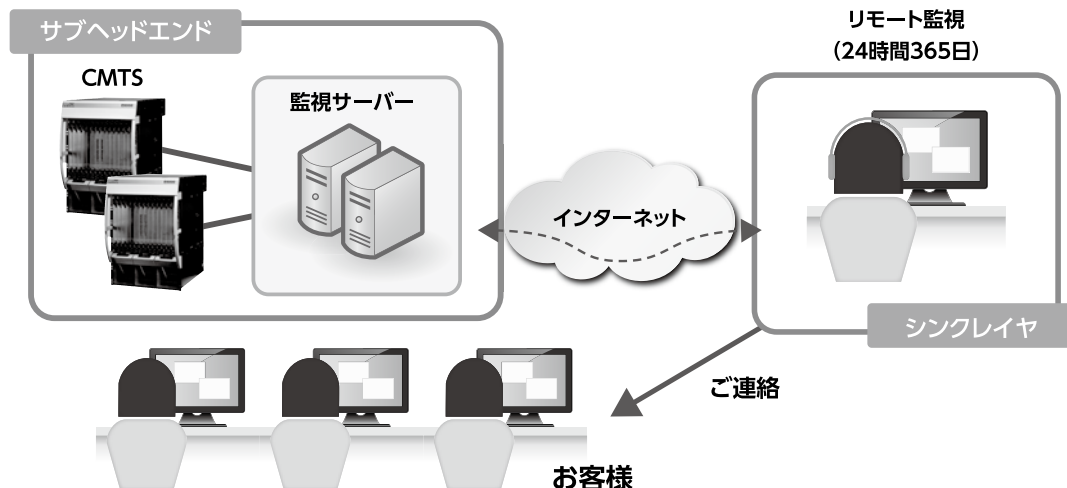 サブヘッドエンド
CMTS
監視サーバー
インターネット
リモート監視
（24時間365日）
シンクレイヤ
ご連絡
お客様